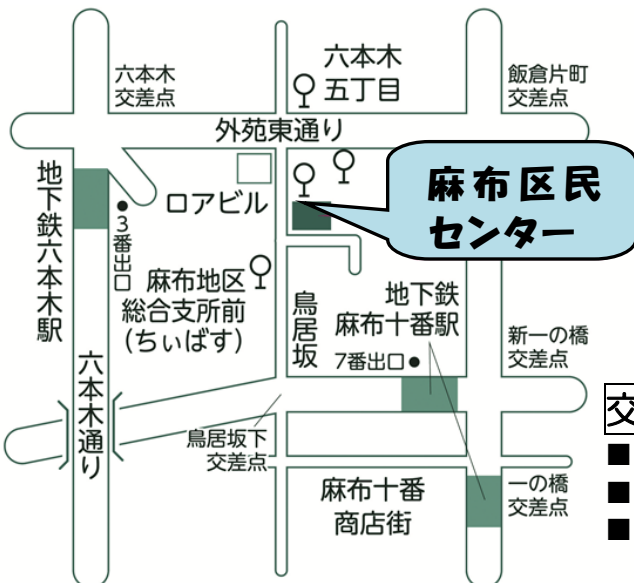 六本木
交差点
六本木
五丁目
飯倉片町
交差点
外苑東通り
麻布区民
センター
地下鉄六本木駅
●3番出口
ロアビル
麻布地区
総合支所前
(ちぃばす)
鳥居坂
地下鉄
麻布十番駅
7番出口●
新一の橋
交差点
六本木通り
鳥居坂下
交差点
麻布十番
商店街
一の橋
交差点
交
■
■
■